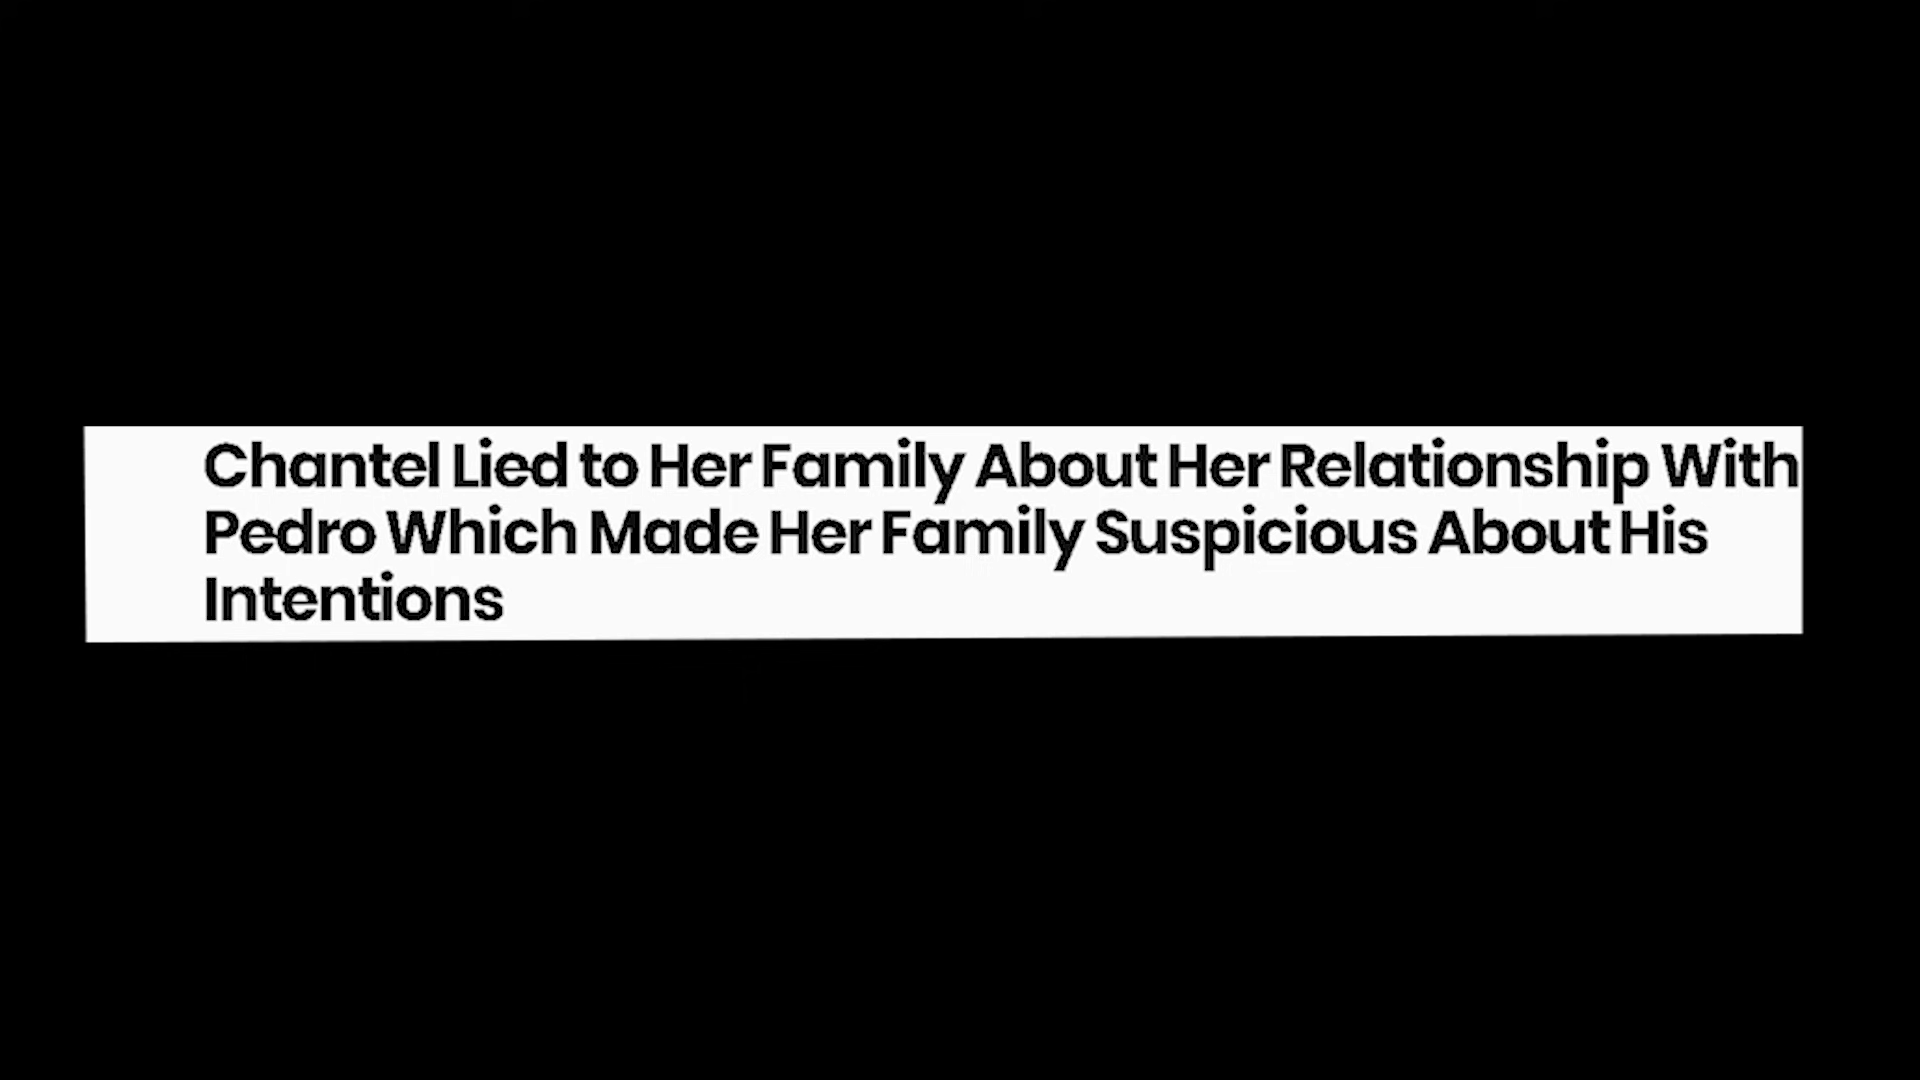 Chantel Lied to Her Family About Her Relationship With
Pedro Which Made Her Family Suspicious About His
Intentions